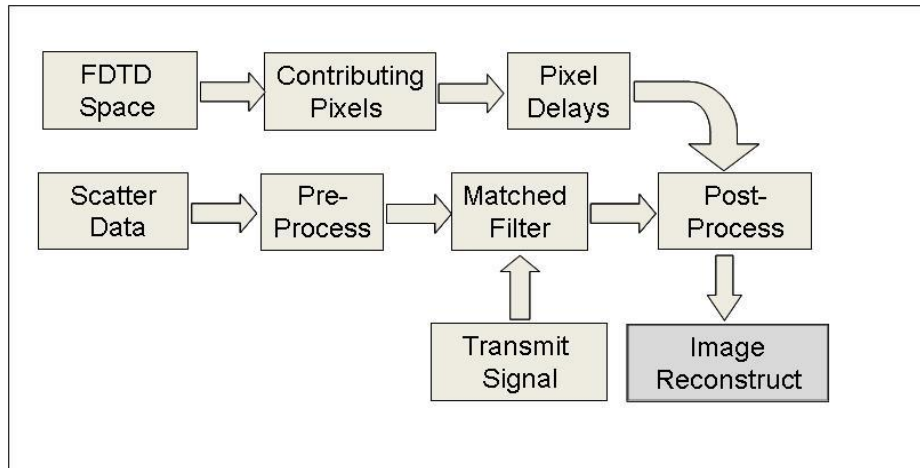 FDTD
Space
Contributing
Pixels
Pixel
Delays
Scatter
Data
Pre-
Process
Matched
Filter
Post-
Process
Transmit
Signal
Image
Reconstruct